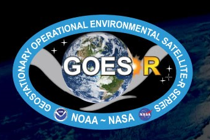 GEOSTATIONARY OPERATIONAL ENVIRONMENTAL SATELLITE-R SERIES
GOES R
NOAA ~ NASA